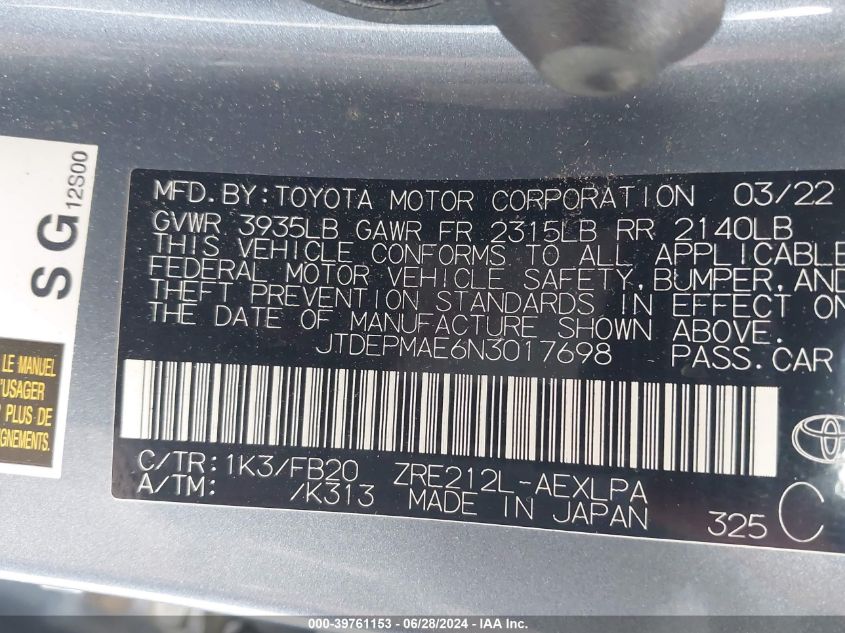 SG 12S00
LE MANUEL
'USAGER
PLUS DE
GNEMENTS.
MFD. BY: TOYOTA MOTOR CORPORATION 03/22
GVWR 3935LB GAWR FR 2315LB RR 2140LB
THIS VEHICLE CONFORMS TO ALL APPLICABLE
FEDERAL MOTOR VEHICLE SAFETY, BUMPER, AND
THEFT PREVENTION STANDARDS IN EFFECT ON
THE DATE OF MANUFACTURE SHOWN ABOVE.
JTDEPMAE6N3017698 PASS. CAR
C/TR: 1K3/FB20 ZRE212L-AEXLPA
A/TM: /K313 MADE IN JAPAN 325 C
000-39761153 - 06/28/2024 - IAA Inc.